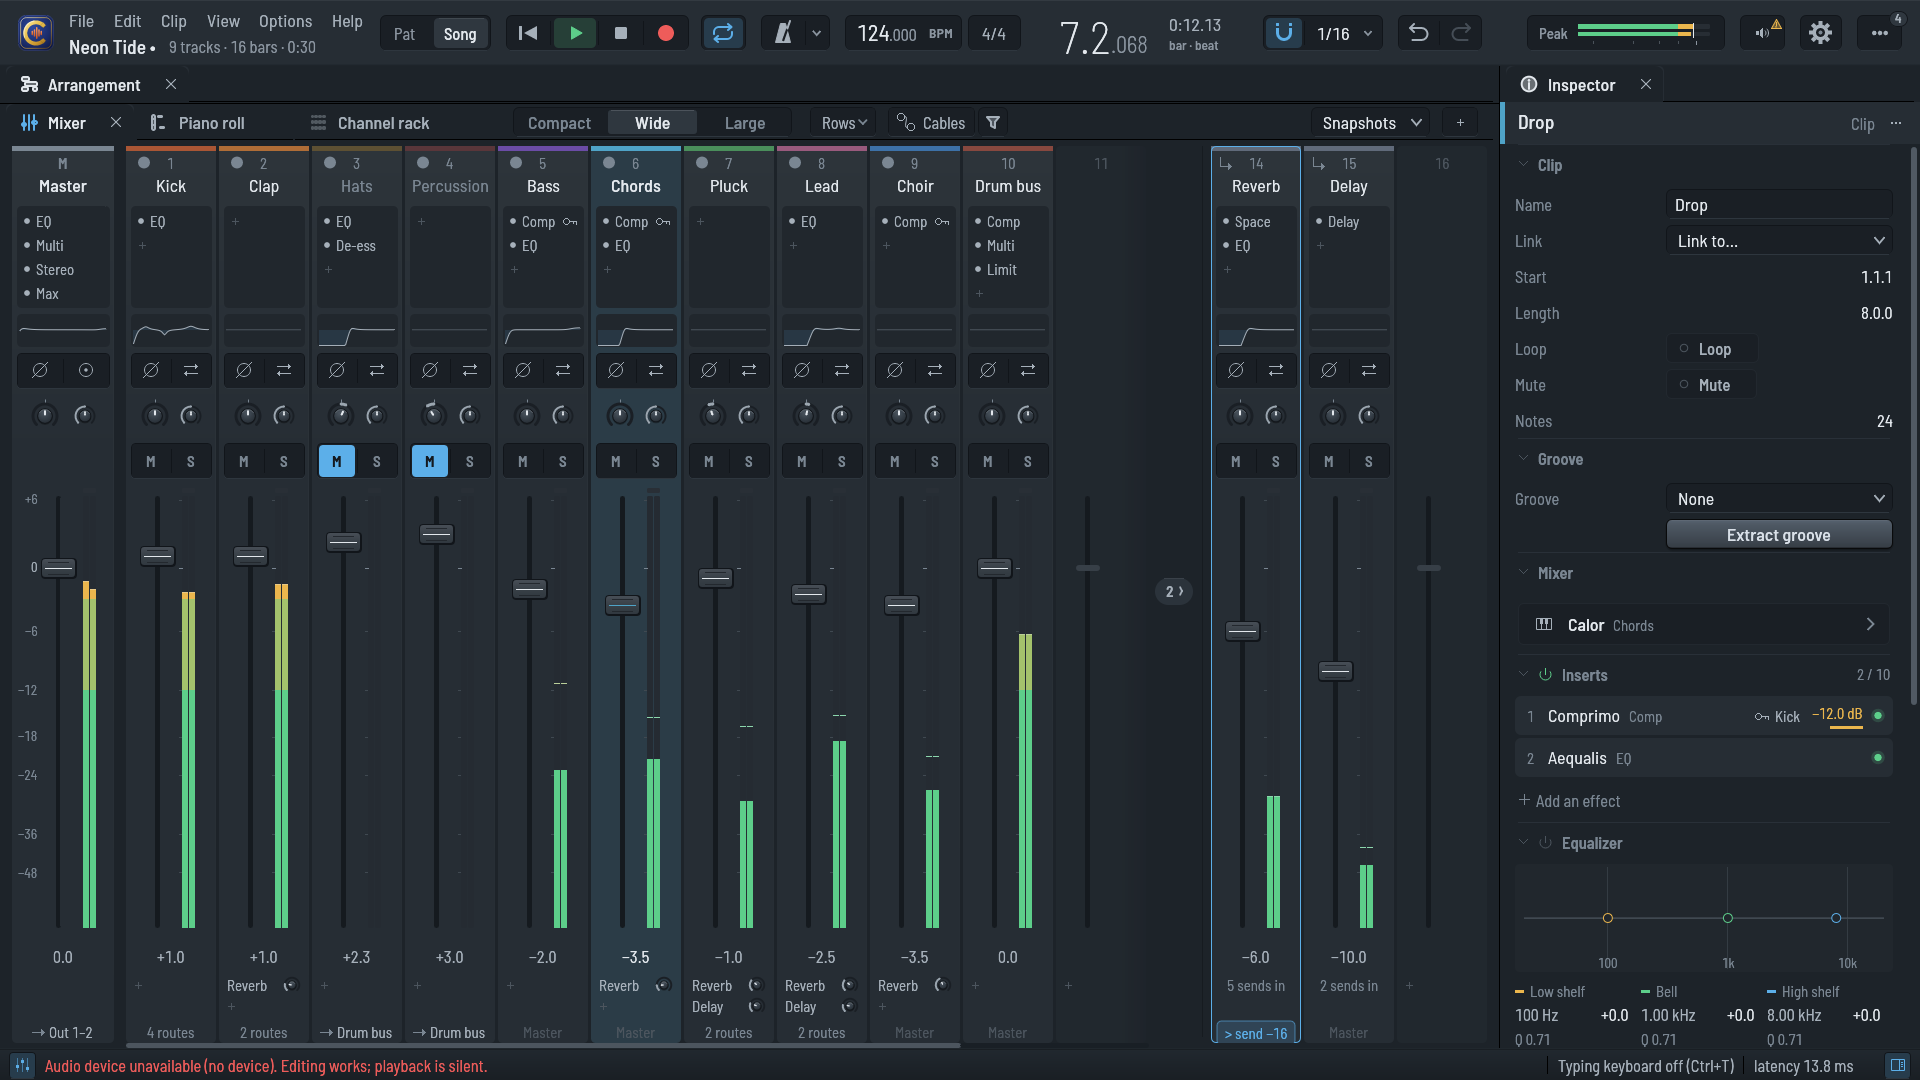 File Edit Clip View Options Help
Neon Tide • 9 tracks · 16 bars · 0:30
Pat Song
124.000 BPM 4/4
7.2.068
0:12.13
bar · beat
1/16
Peak
4
Arrangement
Mixer Piano roll Channel rack
Compact Wide Large Rows Cables
Snapshots +
M 1 2 3 4 5 6 7 8 9 10 11 14 15 16
Master Kick Clap Hats Percussion Bass Chords Pluck Lead Choir Drum bus Reverb Delay
EQ EQ + EQ + Comp Comp + EQ Comp Comp Space Delay
Multi + De-ess EQ EQ + + Multi EQ +
Stereo + + + Limit +
Max +
M S M S M S M S M S M S M S M S M S M S M S M S
+6
0
−6
−12
−18
−24
−36
−48
2
0.0 +1.0 +1.0 +2.3 +3.0 −2.0 −3.5 −1.0 −2.5 −3.5 0.0 −6.0 −10.0
+ Reverb + + + Reverb Reverb Reverb Reverb + + 5 sends in 2 sends in +
+ + Delay Delay +
Out 1–2 4 routes 2 routes Drum bus Drum bus Master Master 2 routes 2 routes Master Master > send −16 Master
Inspector
Drop Clip
Clip
Name Drop
Link Link to...
Start 1.1.1
Length 8.0.0
Loop Loop
Mute Mute
Notes 24
Groove
Groove None
Extract groove
Mixer
Calor Chords
Inserts 2 / 10
1 Comprimo Comp Kick −12.0 dB
2 Aequalis EQ
+ Add an effect
Equalizer
100 1k 10k
Low shelf Bell High shelf
100 Hz +0.0 1.00 kHz +0.0 8.00 kHz +0.0
Q 0.71 Q 0.71 Q 0.71
Audio device unavailable (no device). Editing works; playback is silent.
Typing keyboard off (Ctrl+T) latency 13.8 ms